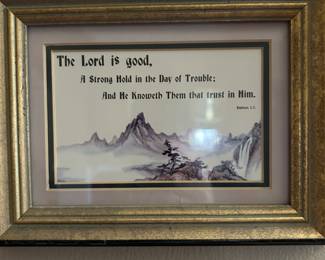 The Lord is good,
A Strong Hold in the Day of Trouble;
And He Knoweth Them that trust in Him.